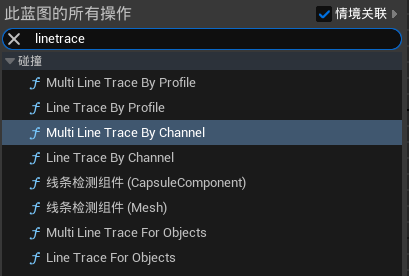 此蓝图的所有操作
情境关联
linetrace
碰撞
Multi Line Trace By Profile
Line Trace By Profile
Multi Line Trace By Channel
Line Trace By Channel
线条检测组件 (CapsuleComponent)
线条检测组件 (Mesh)
Multi Line Trace For Objects
Line Trace For Objects